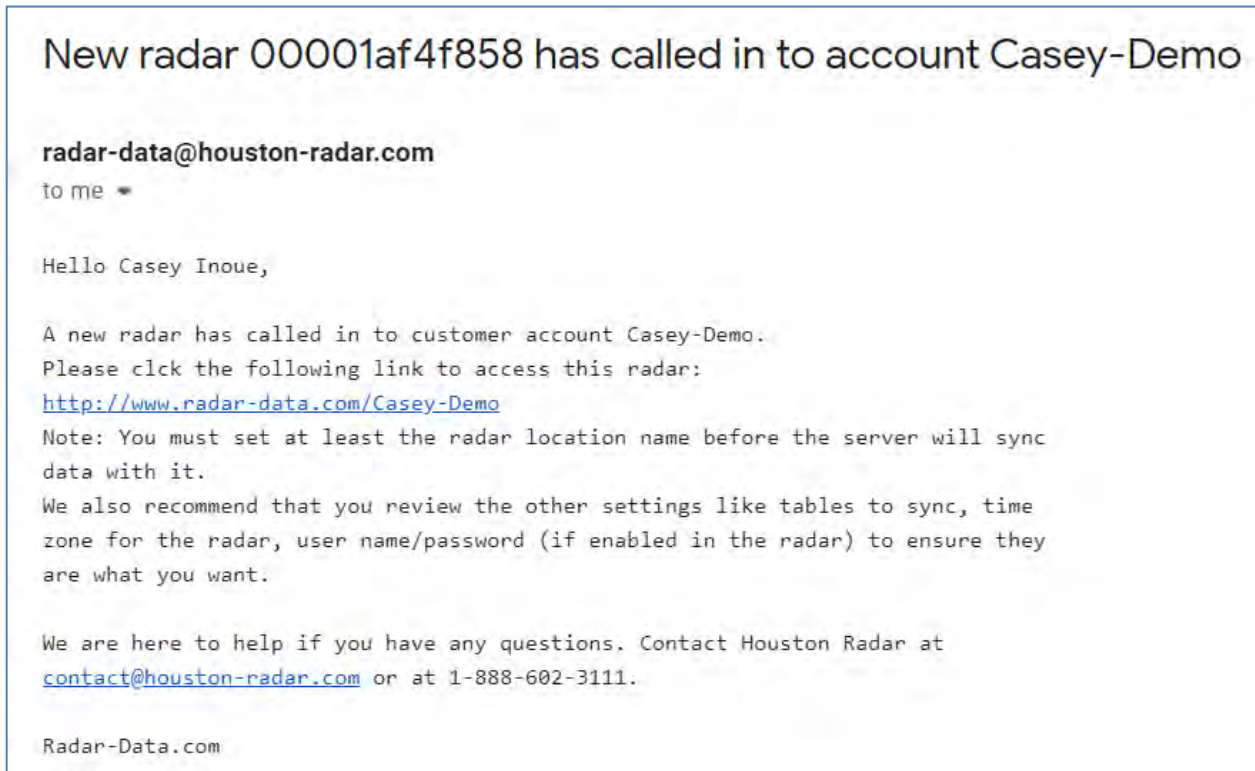 New radar 00001af4f858 has called in to account Casey-Demo
radar-data@houston-radar.com
to me
Hello Casey Inoue,
A new radar has called in to customer account Casey-Demo.
Please clck the following link to access this radar:
http://www.radar-data.com/Casey-Demo
Note: You must set at least the radar location name before the server will sync
data with it.
We also recommend that you review the other settings like tables to sync, time
zone for the radar, user name/password (if enabled in the radar) to ensure they
are what you want.
We are here to help if you have any questions. Contact Houston Radar at
contact@houston-radar.com or at 1-888-602-3111.
Radar-Data.com